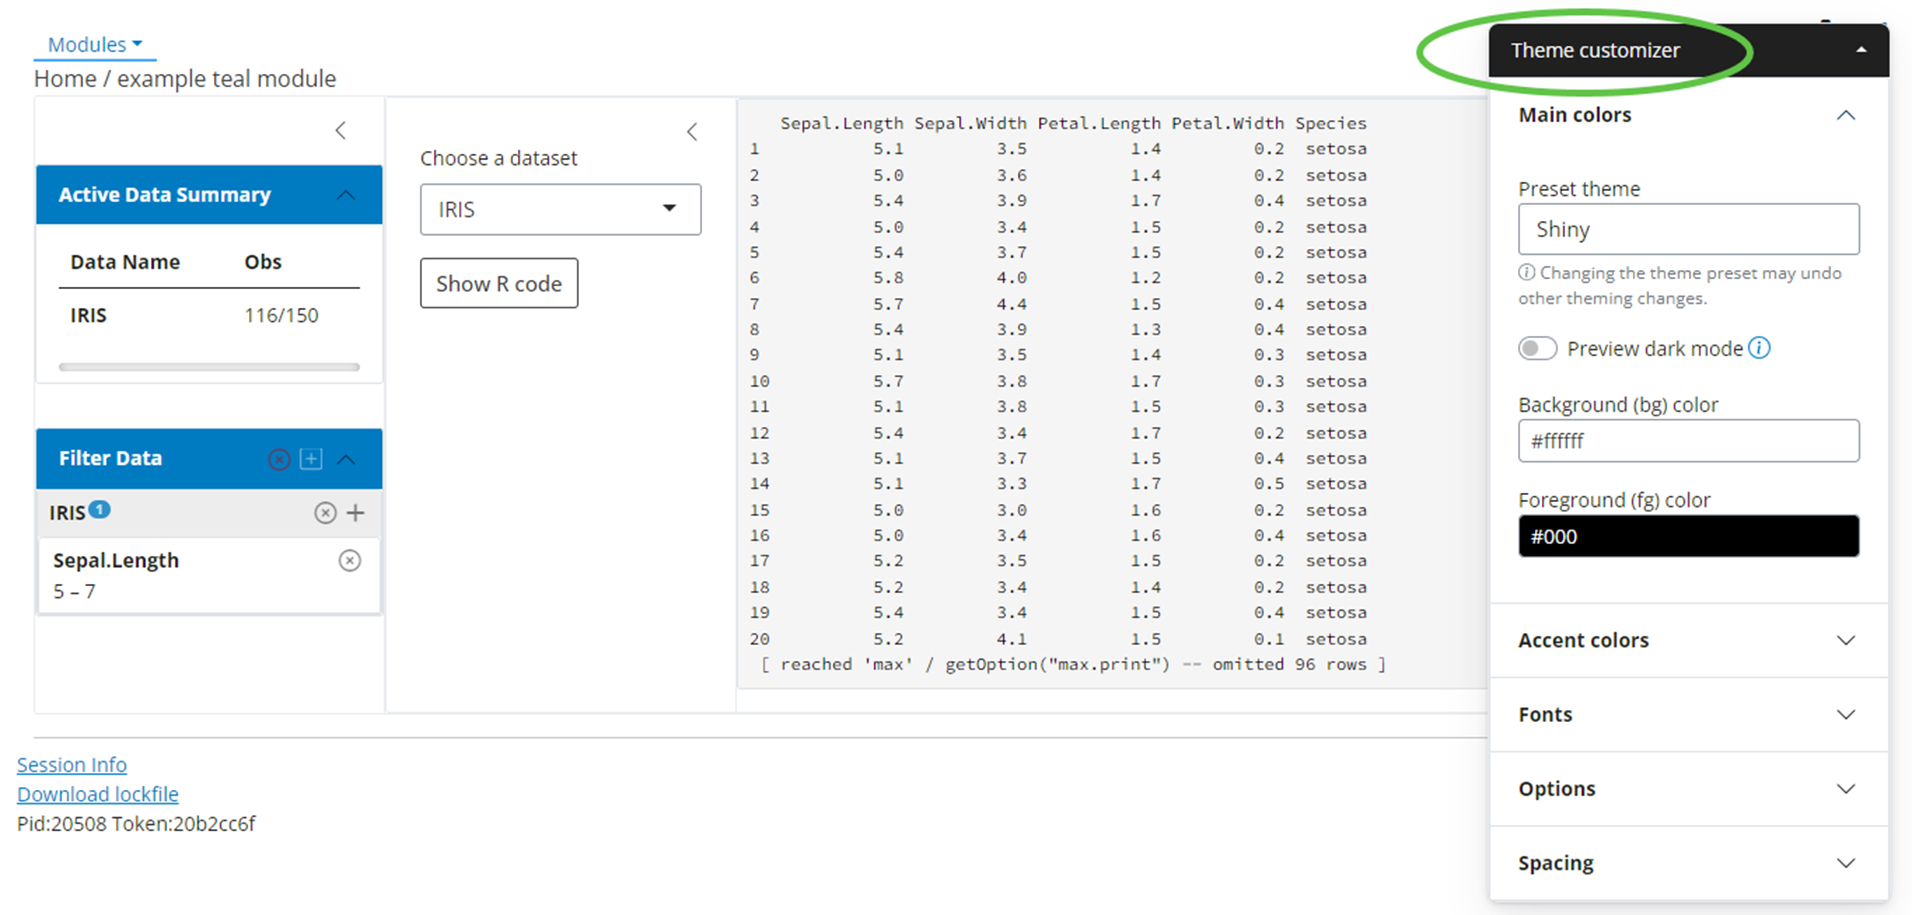 Modules
Home / example teal module
Active Data Summary
Data Name Obs
IRIS 116/150
Filter Data
IRIS 1
Sepal.Length
5 – 7
Choose a dataset
IRIS
Show R code
Sepal.Length Sepal.Width Petal.Length Petal.Width Species
1 5.1 3.5 1.4 0.2 setosa
2 5.0 3.6 1.4 0.2 setosa
3 5.4 3.9 1.7 0.4 setosa
4 5.0 3.4 1.5 0.2 setosa
5 5.4 3.7 1.5 0.2 setosa
6 5.8 4.0 1.2 0.2 setosa
7 5.7 4.4 1.5 0.4 setosa
8 5.4 3.9 1.3 0.4 setosa
9 5.1 3.5 1.4 0.3 setosa
10 5.7 3.8 1.7 0.3 setosa
11 5.1 3.8 1.5 0.3 setosa
12 5.4 3.4 1.7 0.2 setosa
13 5.1 3.7 1.5 0.4 setosa
14 5.1 3.3 1.7 0.5 setosa
15 5.0 3.0 1.6 0.2 setosa
16 5.0 3.4 1.6 0.4 setosa
17 5.2 3.5 1.5 0.2 setosa
18 5.2 3.4 1.4 0.2 setosa
19 5.4 3.4 1.5 0.4 setosa
20 5.2 4.1 1.5 0.1 setosa
[ reached 'max' / getOption("max.print") -- omitted 96 rows ]
Theme customizer
Main colors
Preset theme
Shiny
Changing the theme preset may undo
other theming changes.
Preview dark mode
Background (bg) color
#ffffff
Foreground (fg) color
#000
Accent colors
Fonts
Options
Spacing
Session Info
Download lockfile
Pid:20508 Token:20b2cc6f